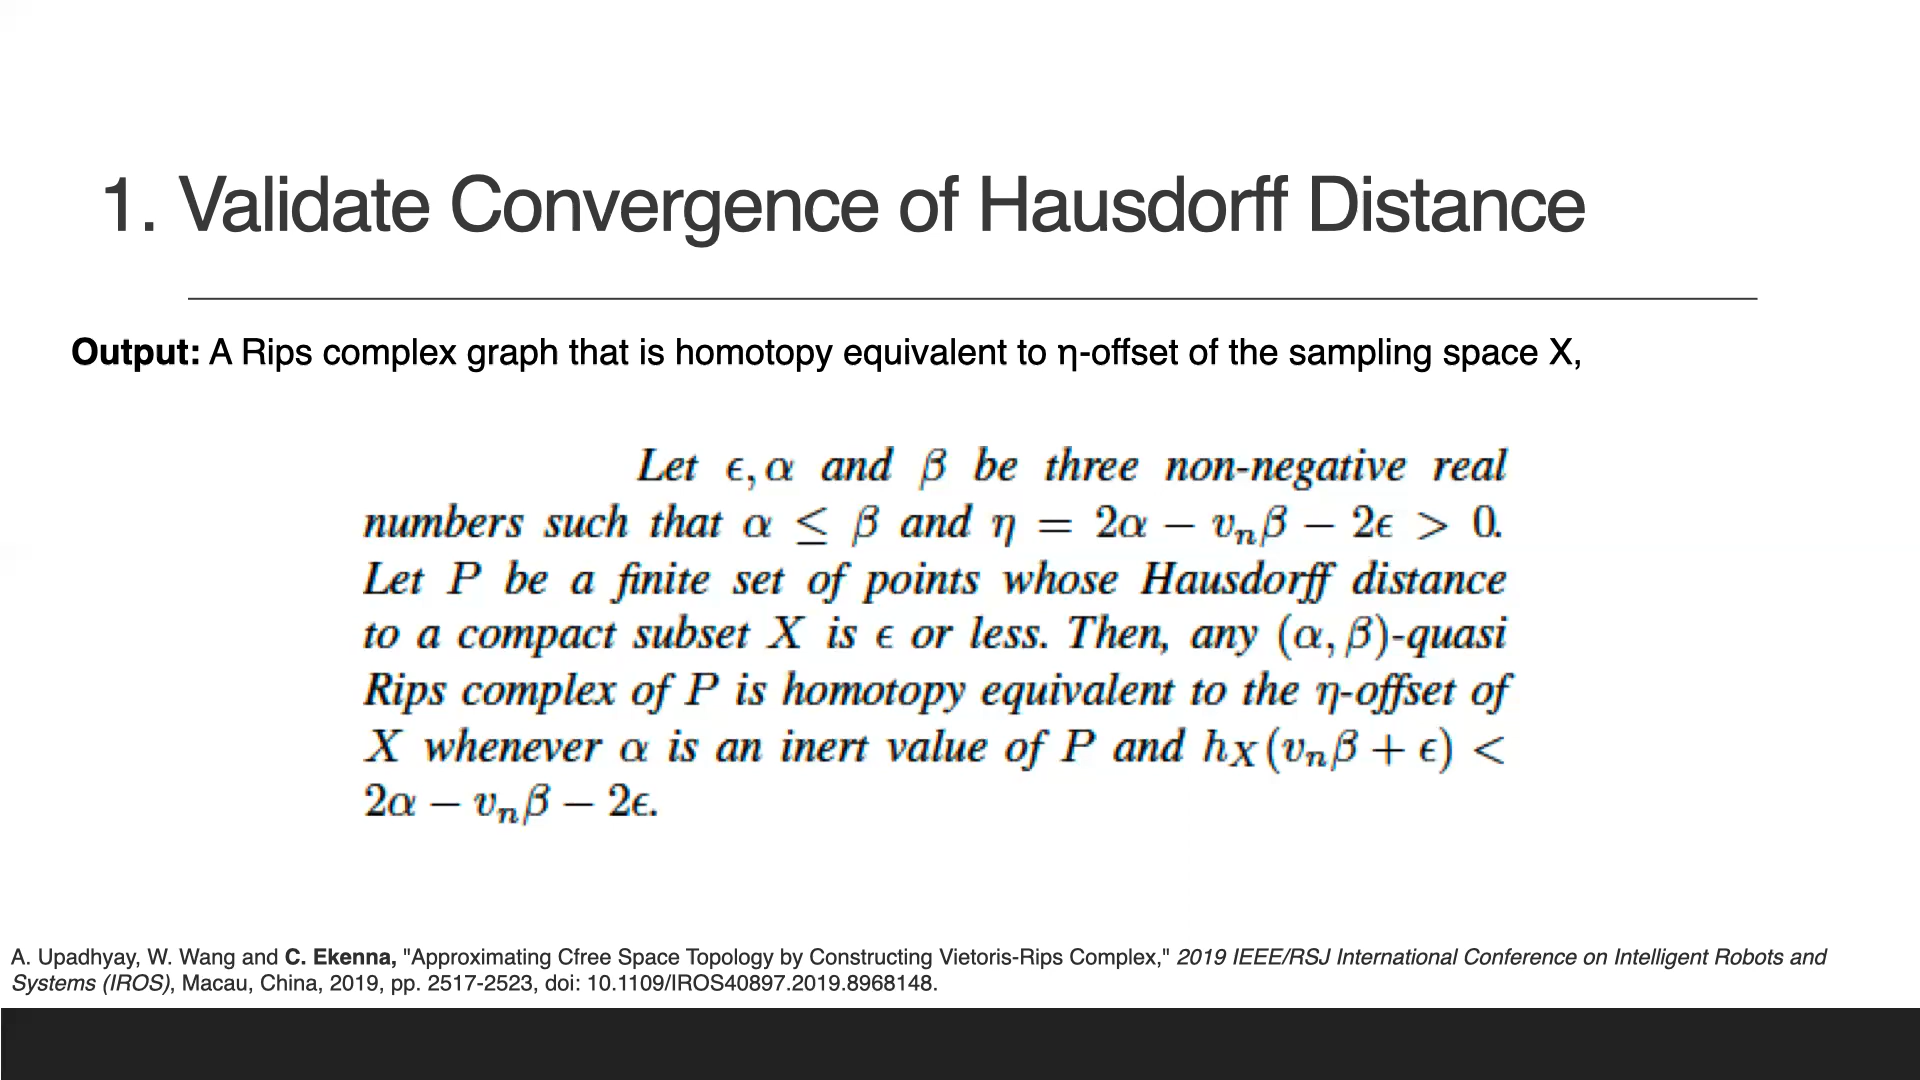 1. Validate Convergence of Hausdorff Distance
Output: A Rips complex graph that is homotopy equivalent to η-offset of the sampling space X,
Let ϵ, α and β be three non-negative real
numbers such that α ≤ β and η = 2α − vₙβ − 2ϵ > 0.
Let P be a finite set of points whose Hausdorff distance
to a compact subset X is ϵ or less. Then, any (α, β)-quasi
Rips complex of P is homotopy equivalent to the η-offset of
X whenever α is an inert value of P and h_X(vₙβ + ϵ) <
2α − vₙβ − 2ϵ.
A. Upadhyay, W. Wang and C. Ekenna, "Approximating Cfree Space Topology by Constructing Vietoris-Rips Complex," 2019 IEEE/RSJ International Conference on Intelligent Robots and
Systems (IROS), Macau, China, 2019, pp. 2517-2523, doi: 10.1109/IROS40897.2019.8968148.